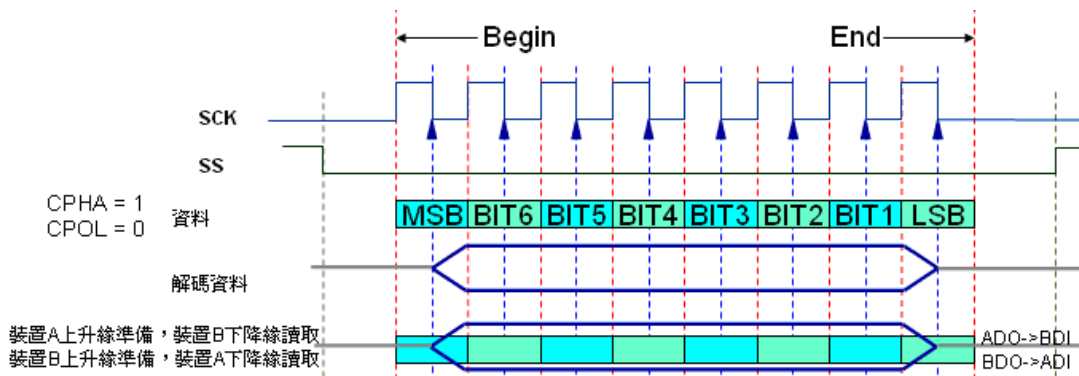 Begin End
SCK
SS
CPHA = 1
CPOL = 0
資料
MSB BIT6 BIT5 BIT4 BIT3 BIT2 BIT1 LSB
解碼資料
裝置A上升緣準備，裝置B下降緣讀取 ADO->BDI
裝置B上升緣準備，裝置A下降緣讀取 BDO->ADI